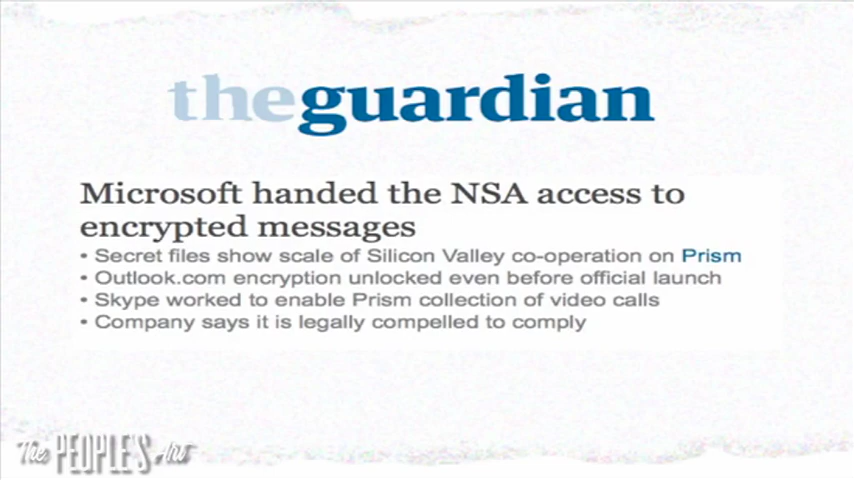 theguardian
Microsoft handed the NSA access to
encrypted messages
• Secret files show scale of Silicon Valley co-operation on Prism
• Outlook.com encryption unlocked even before official launch
• Skype worked to enable Prism collection of video calls
• Company says it is legally compelled to comply
The PEOPLE'S